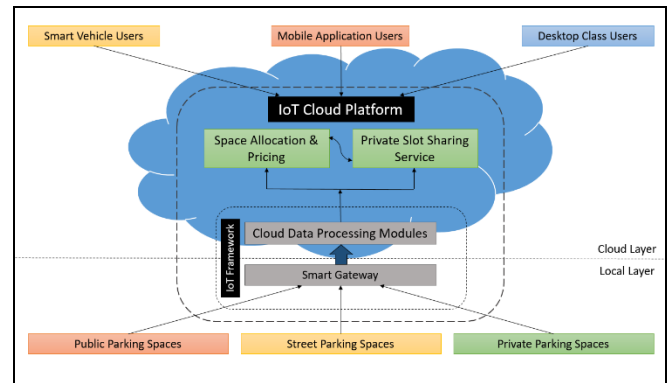 Smart Vehicle Users
Mobile Application Users
Desktop Class Users
IoT Cloud Platform
Space Allocation &
Pricing
Private Slot Sharing
Service
IoT Framework
Cloud Data Processing Modules
Cloud Layer
Local Layer
Smart Gateway
Public Parking Spaces
Street Parking Spaces
Private Parking Spaces